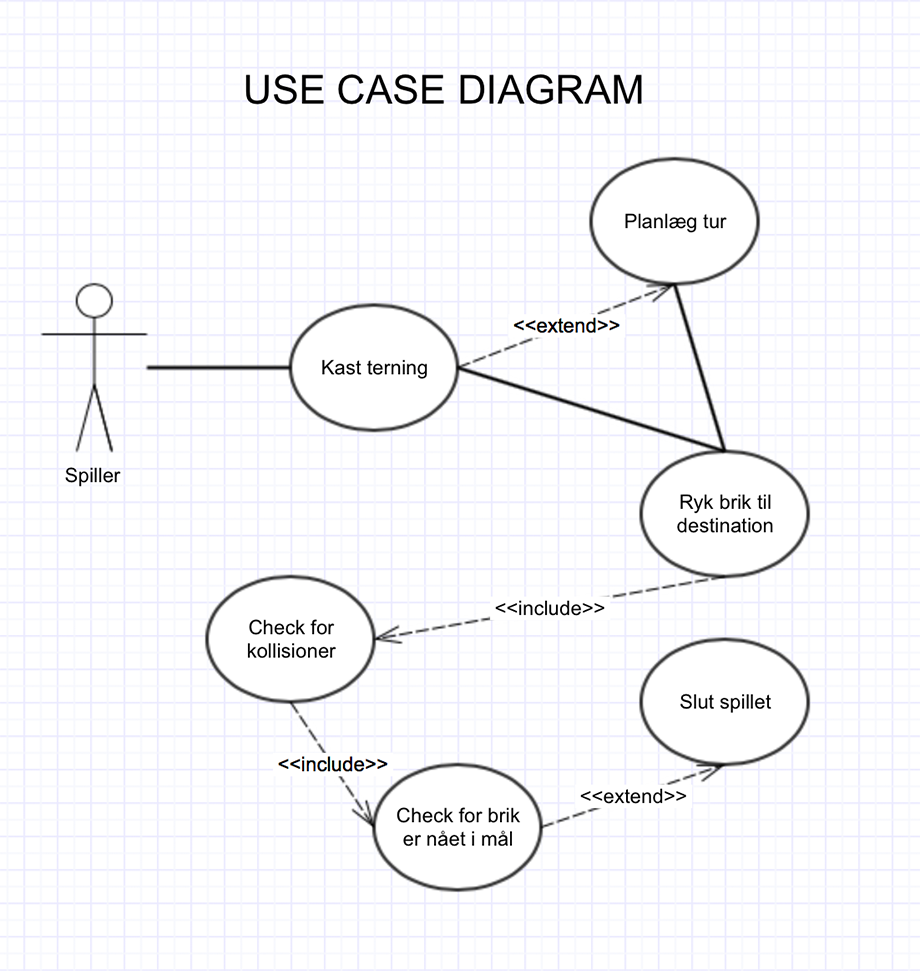 USE CASE DIAGRAM
Planlæg tur
<<extend>>
Kast terning
Spiller
Ryk brik til
destination
<<include>>
Check for
kollisioner
Slut spillet
<<include>>
<<extend>>
Check for brik
er nået i mål